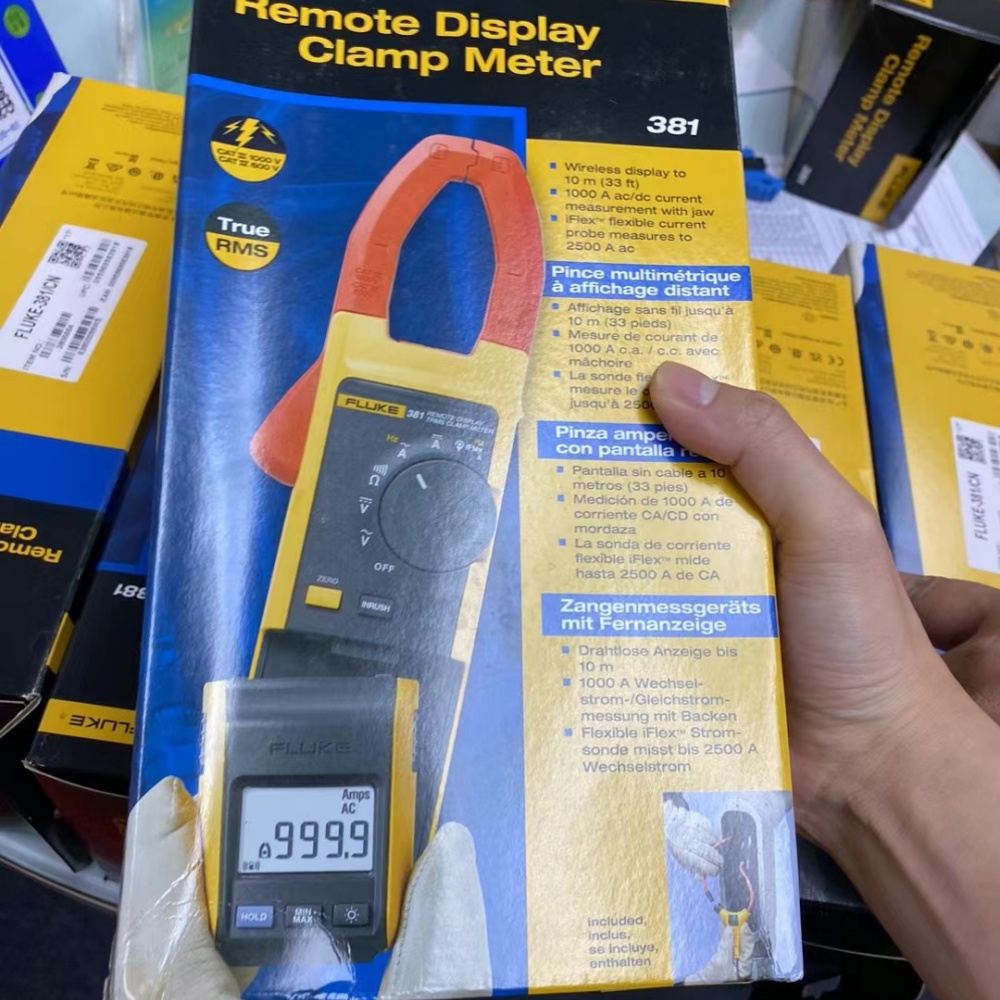 Remote Display
Clamp Meter
381
CAT III 1000 V
CAT IV 600 V
True
RMS
Wireless display to
10 m (33 ft)
1000 A ac/dc current
measurement with jaw
iFlex™ flexible current
probe measures to
2500 A ac
Pince multimétrique
à affichage distant
Affichage sans fil jusqu'à
10 m (33 pieds)
Mesure de courant de
1000 A c.a. / c.c. avec
mâchoire
La sonde
mesure le
jusqu'à
Pinza
con pantalla
Pantalla sin cable a 10
metros (33 pies)
Medición de 1000 A de
corriente CA/CD con
mordaza
La sonda de corriente
flexible iFlex™ mide
hasta 2500 A de CA
Zangenmessgeräts
mit Fernanzeige
Drahtlose Anzeige bis
10 m
1000 A Wechsel-
strom-/Gleichstrom-
messung mit Backen
Flexible iFlex™ Strom-
sonde misst bis 2500 A
Wechselstrom
included,
inclus,
se incluye,
enthalten
FLUKE 381 REMOTE DISPLAY
TRMS CLAMP METER
Hz
A
A
Ω
V
V
OFF
ZERO
INRUSH
FLUKE
Amps
AC
999.9
HOLD
MIN
MAX
FLUKE-381/CN
ITEM NO.
S/N
Remote Display
Clamp Meter
FLUKE
381
FLUKE
FLUKE-381/CN